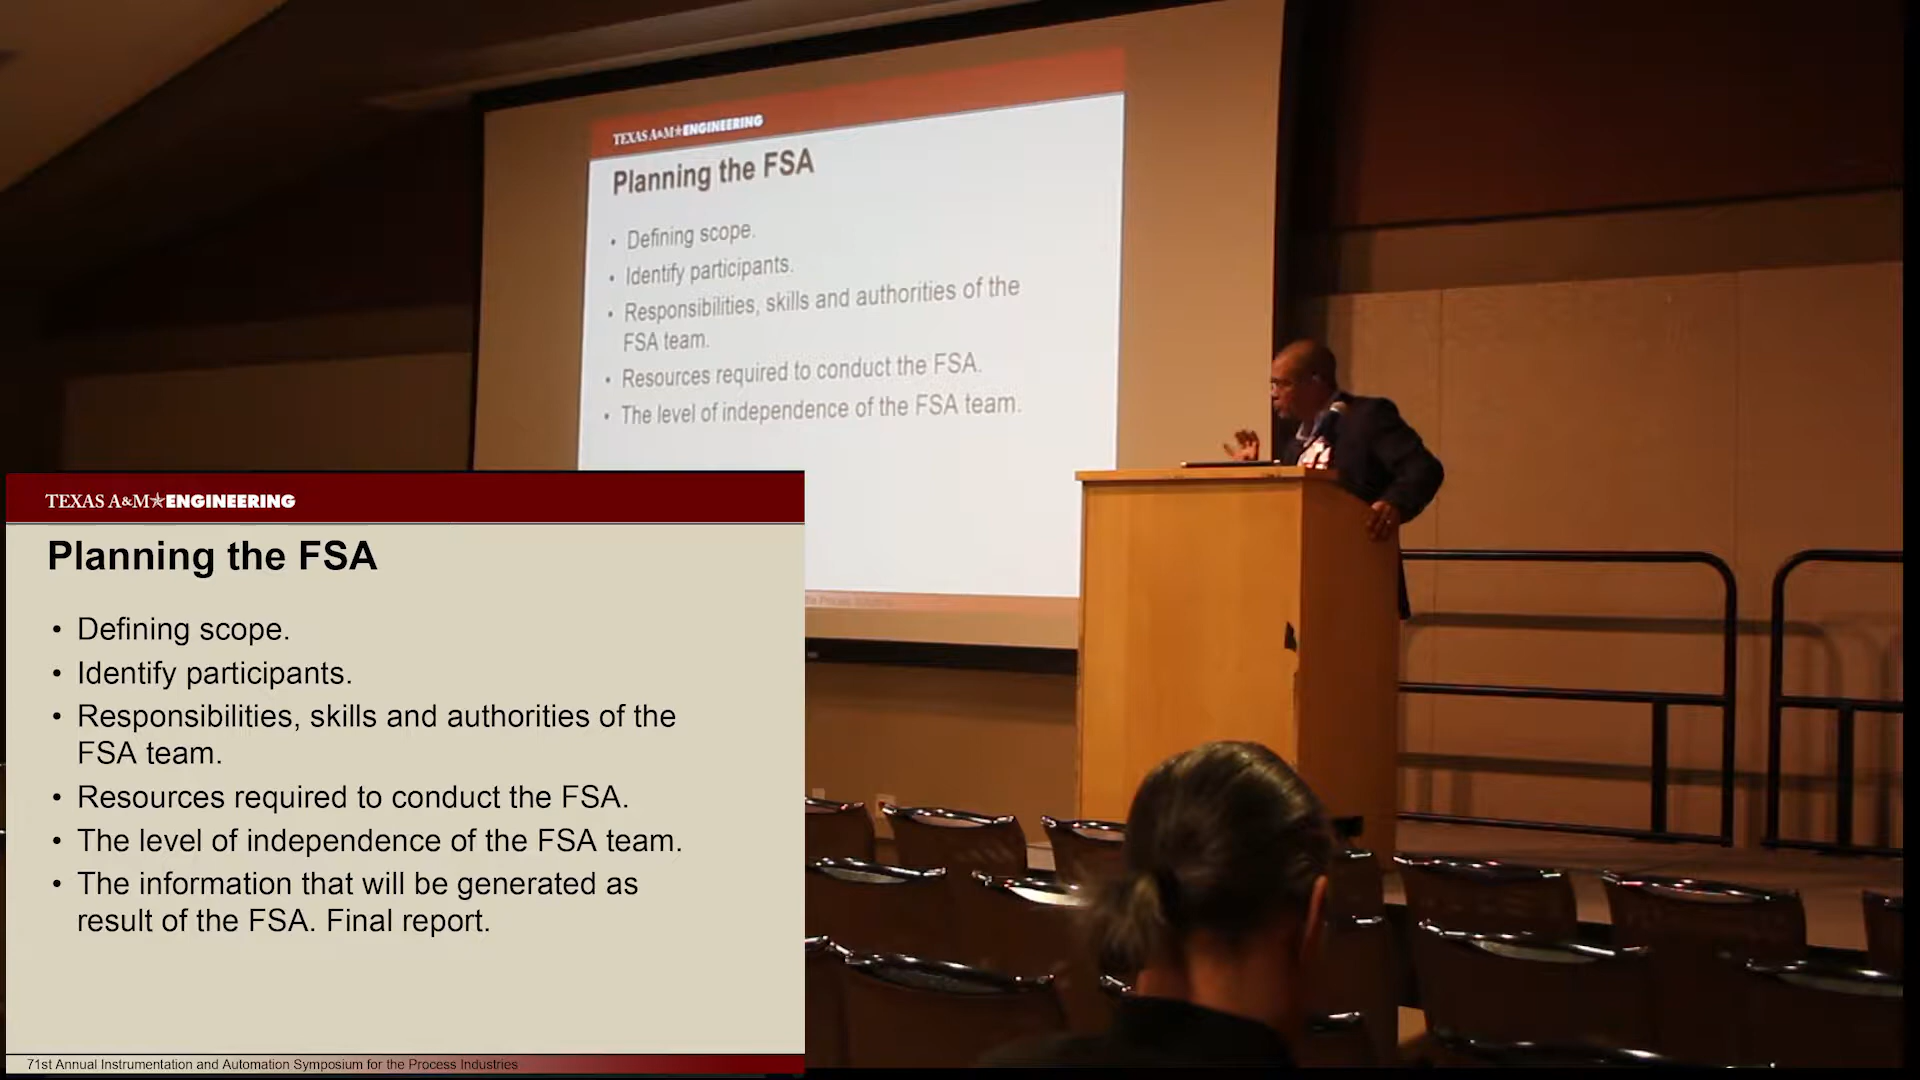 TEXAS A&M★ENGINEERING
Planning the FSA
• Defining scope.
• Identify participants.
• Responsibilities, skills and authorities of the
FSA team.
• Resources required to conduct the FSA.
• The level of independence of the FSA team.
the Process
TEXAS A&M★ENGINEERING
Planning the FSA
• Defining scope.
• Identify participants.
• Responsibilities, skills and authorities of the
FSA team.
• Resources required to conduct the FSA.
• The level of independence of the FSA team.
• The information that will be generated as
result of the FSA. Final report.
71st Annual Instrumentation and Automation Symposium for the Process Industries